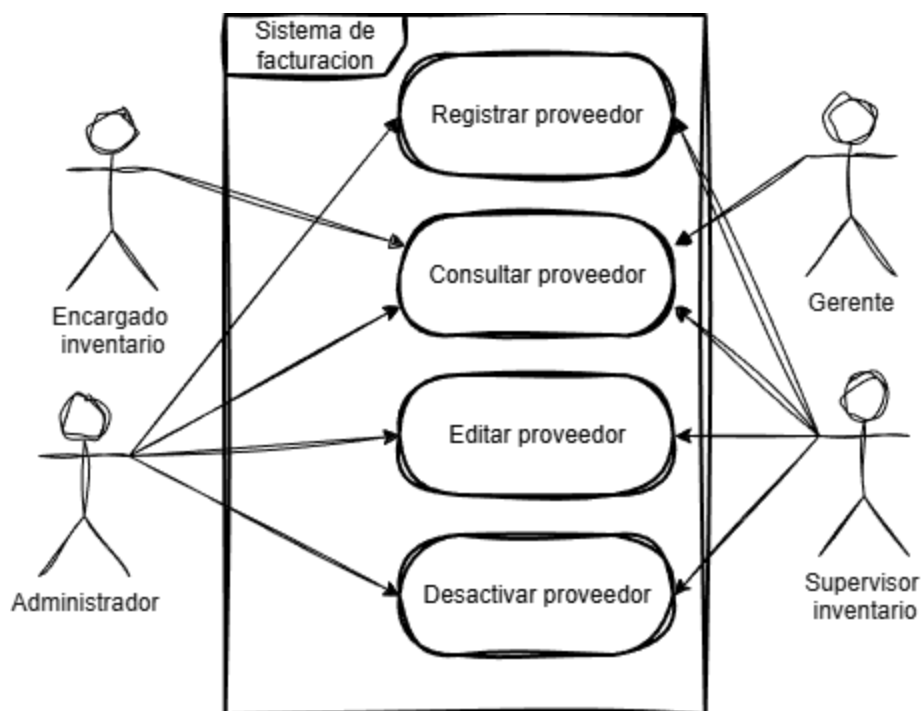 Sistema de
facturacion
Registrar proveedor
Consultar proveedor
Encargado
inventario
Gerente
Editar proveedor
Desactivar proveedor
Administrador
Supervisor
inventario